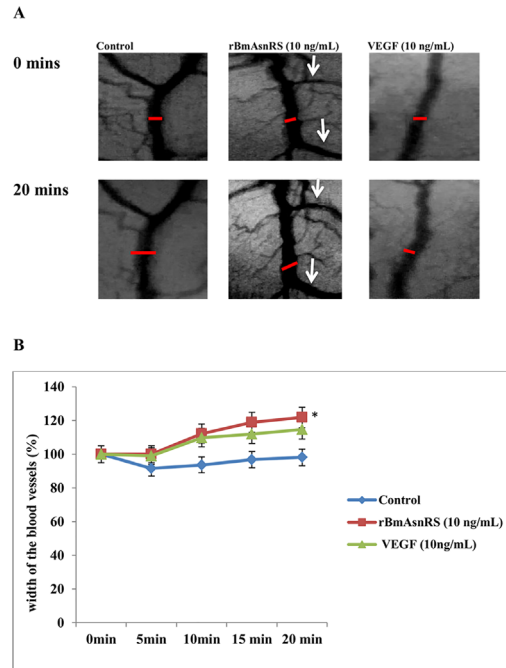 A
Control
rBmAsnRS (10 ng/mL)
VEGF (10 ng/mL)
0 mins
20 mins
B
width of the blood vessels (%)
140
120
100
80
60
40
20
0
0min
5min
10min
15 min
20 min
*
Control
rBmAsnRS (10 ng/mL)
VEGF (10ng/mL)